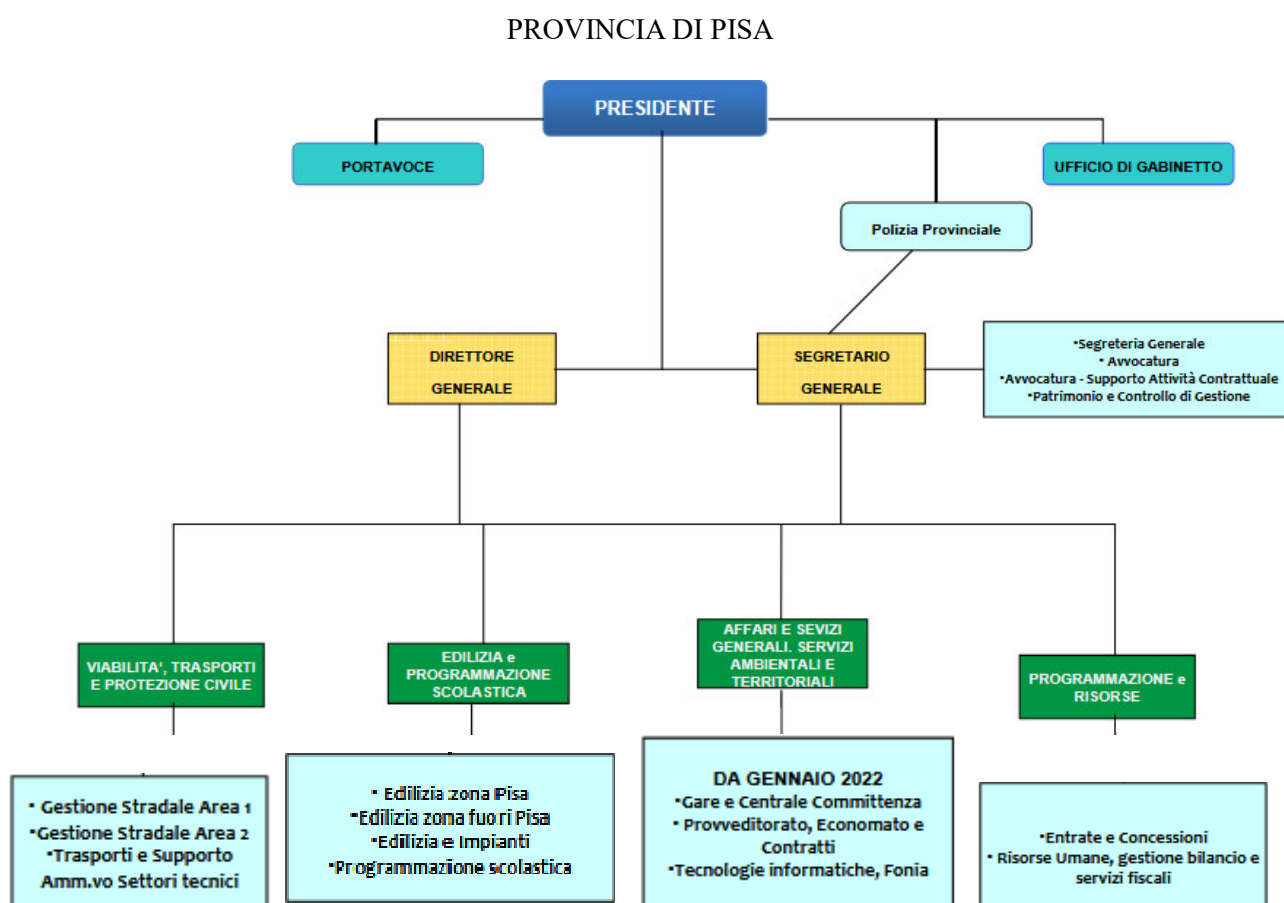 PROVINCIA DI PISA
PRESIDENTE
PORTAVOCE
UFFICIO DI GABINETTO
Polizia Provinciale
DIRETTORE
GENERALE
SEGRETARIO
GENERALE
▪Segreteria Generale
▪ Avvocatura
▪Avvocatura - Supporto Attività Contrattuale
▪Patrimonio e Controllo di Gestione
VIABILITA', TRASPORTI
E PROTEZIONE CIVILE
EDILIZIA e
PROGRAMMAZIONE
SCOLASTICA
AFFARI E SEVIZI
GENERALI. SERVIZI
AMBIENTALI E
TERRITORIALI
PROGRAMMAZIONE e
RISORSE
▪ Gestione Stradale Area 1
▪Gestione Stradale Area 2
▪Trasporti e Supporto
Amm.vo Settori tecnici
▪ Edilizia zona Pisa
▪Edilizia zona fuori Pisa
▪Edilizia e Impianti
▪Programmazione scolastica
DA GENNAIO 2022
▪Gare e Centrale Committenza
▪ Provveditorato, Economato e
Contratti
▪Tecnologie informatiche, Fonia
▪Entrate e Concessioni
▪ Risorse Umane, gestione bilancio e
servizi fiscali